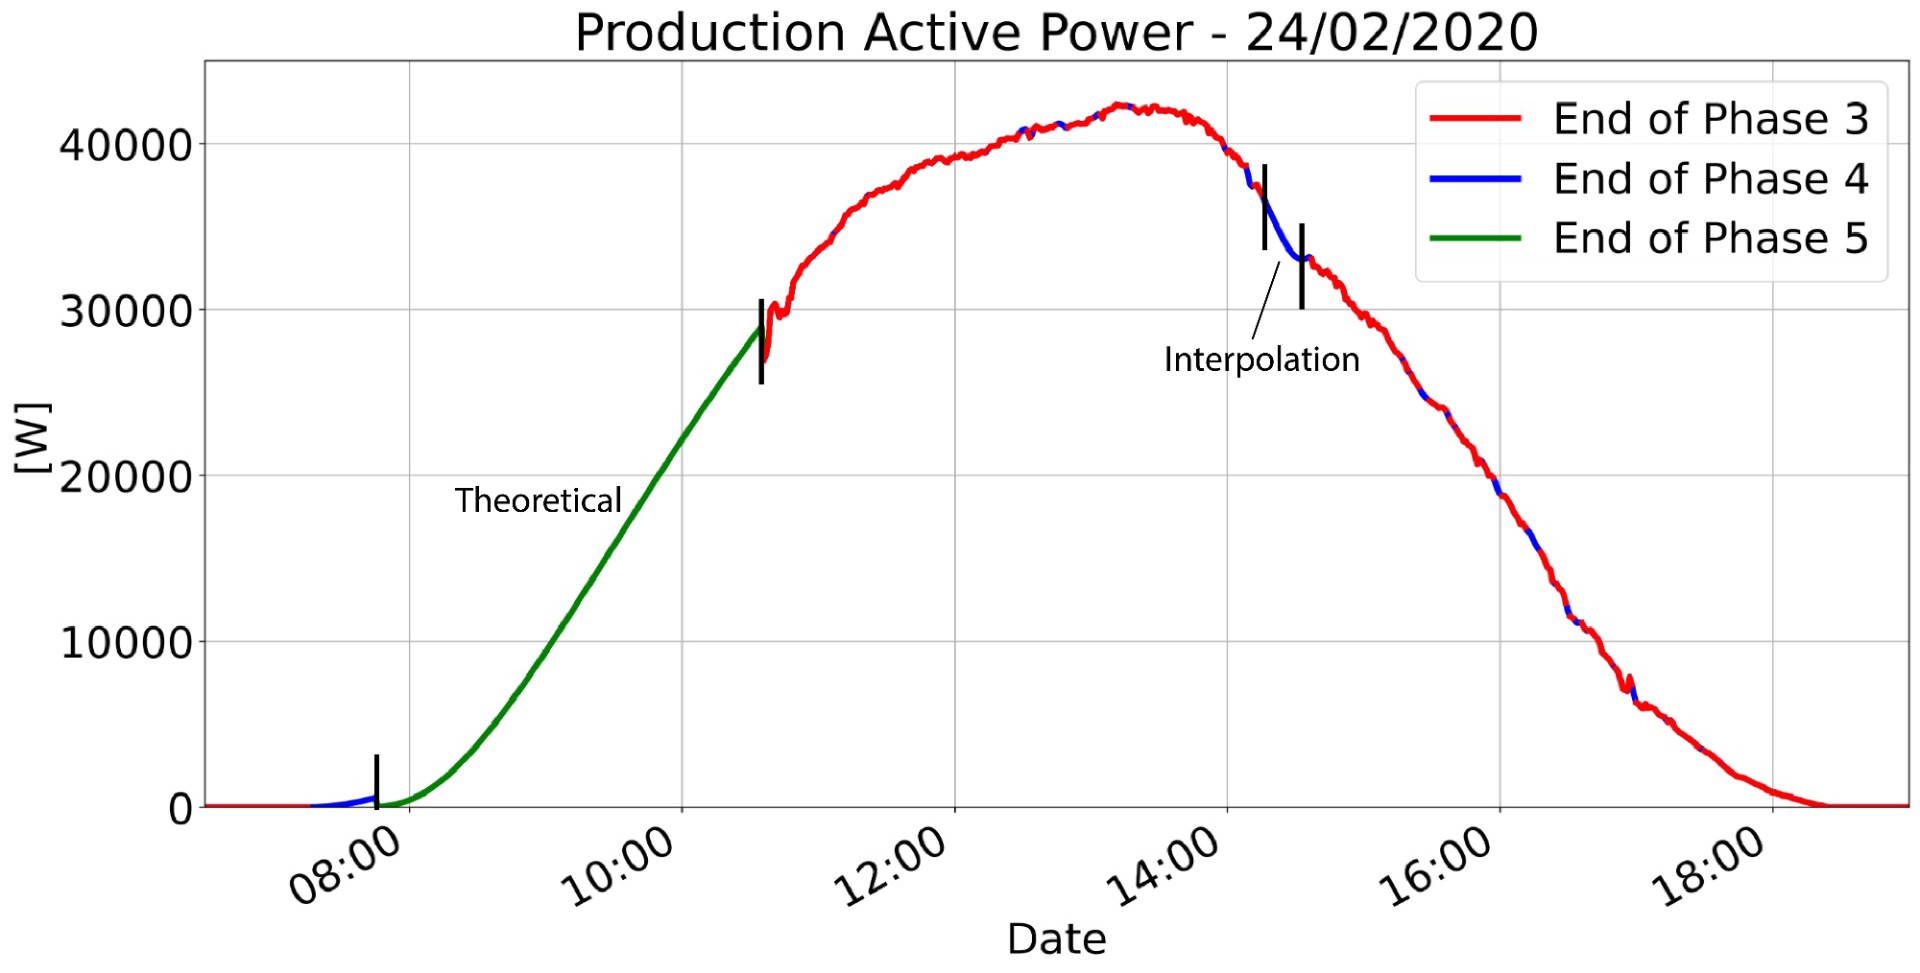 Production Active Power - 24/02/2020
End of Phase 3
End of Phase 4
End of Phase 5
[W]
40000
30000
20000
10000
0
Theoretical
Interpolation
08:00
10:00
12:00
14:00
16:00
18:00
Date